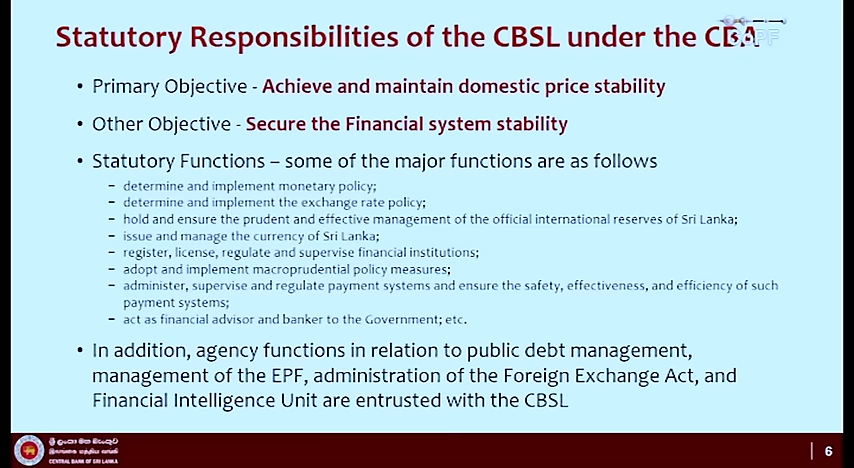 Statutory Responsibilities of the CBSL under the CBA
• Primary Objective - Achieve and maintain domestic price stability
• Other Objective - Secure the Financial system stability
• Statutory Functions – some of the major functions are as follows
– determine and implement monetary policy;
– determine and implement the exchange rate policy;
– hold and ensure the prudent and effective management of the official international reserves of Sri Lanka;
– issue and manage the currency of Sri Lanka;
– register, license, regulate and supervise financial institutions;
– adopt and implement macroprudential policy measures;
– administer, supervise and regulate payment systems and ensure the safety, effectiveness, and efficiency of such
payment systems;
– act as financial advisor and banker to the Government; etc.
• In addition, agency functions in relation to public debt management,
management of the EPF, administration of the Foreign Exchange Act, and
Financial Intelligence Unit are entrusted with the CBSL
ශ්‍රී ලංකා මහ බැංකුව
இலங்கை மத்திய வங்கி
CENTRAL BANK OF SRI LANKA
6